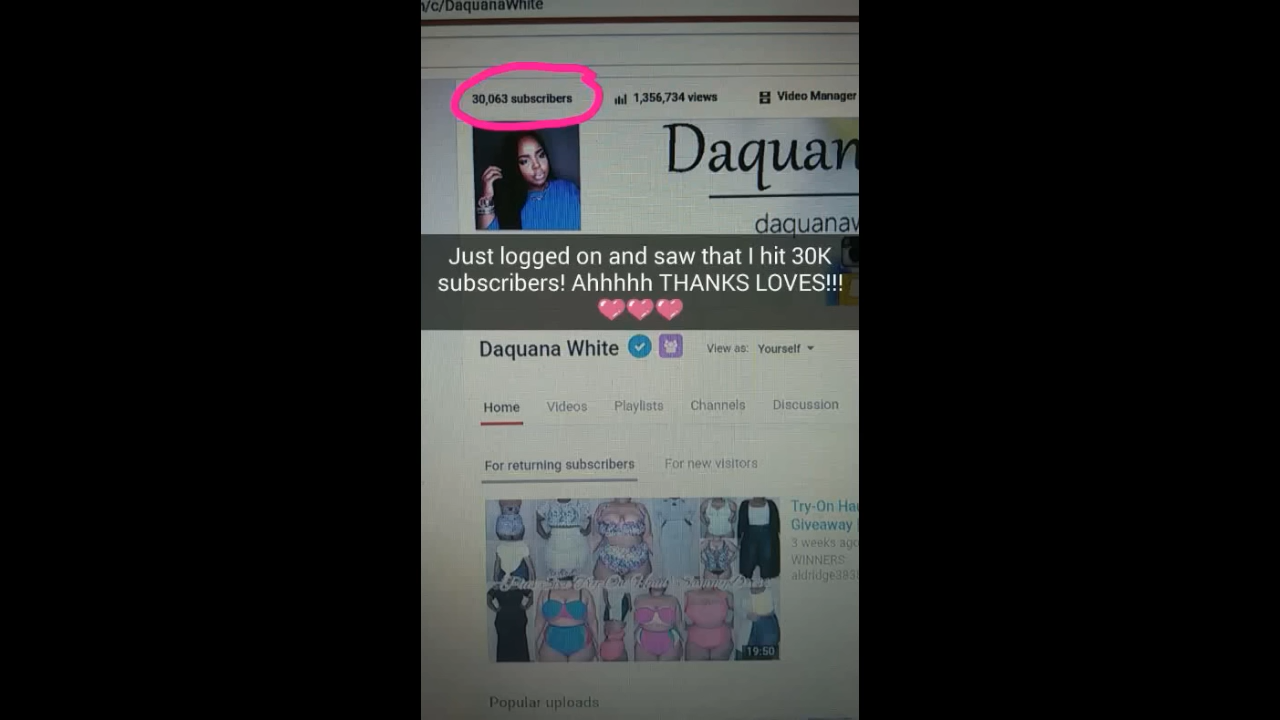 /c/DaquanaWhite
30,063 subscribers
1,356,734 views
Video Manager
Daquan
daquanaw
Just logged on and saw that I hit 30K
subscribers! Ahhhhh THANKS LOVES!!!
Daquana White
View as: Yourself
Home Videos Playlists Channels Discussion
For returning subscribers For new visitors
Try-On Hau
Giveaway
3 weeks ago
WINNERS
aldridge383
19:50
Popular uploads